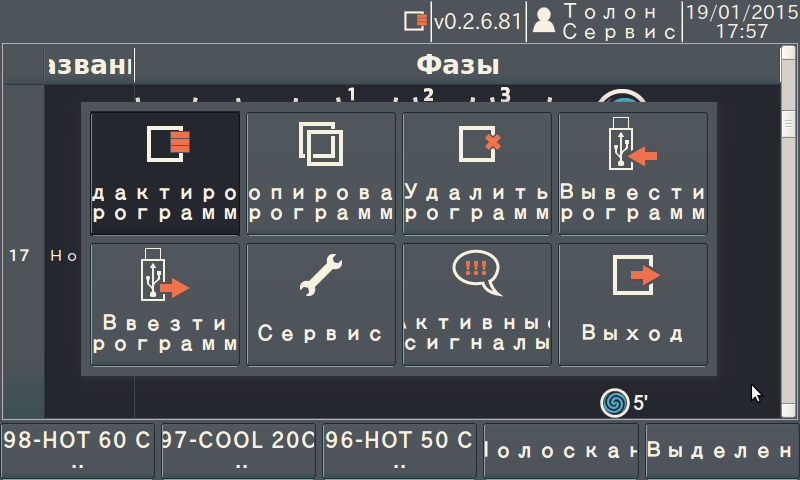 v0.2.6.81
Толон
Сервис
19/01/2015
17:57
азвани
Фазы
1 2 3
дактиро
рограмм
опирова
рограмм
Удалить
рограмм
Вывести
рограмм
17 Но
Ввезти
рограмм
Сервис
!!!
ктивны
сигналы
Выход
5'
98-HOT 60 C
..
97-COOL 20C
..
96-HOT 50 C
..
олоскан
Выделен